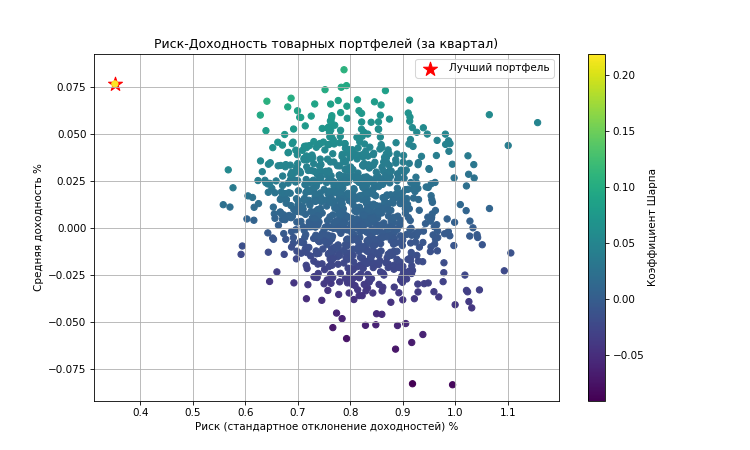 Риск-Доходность товарных портфелей (за квартал)
Лучший портфель
Средняя доходность %
0.075
0.050
0.025
0.000
−0.025
−0.050
−0.075
0.4 0.5 0.6 0.7 0.8 0.9 1.0 1.1
Риск (стандартное отклонение доходностей) %
0.20
0.15
0.10
0.05
0.00
−0.05
Коэффициент Шарпа